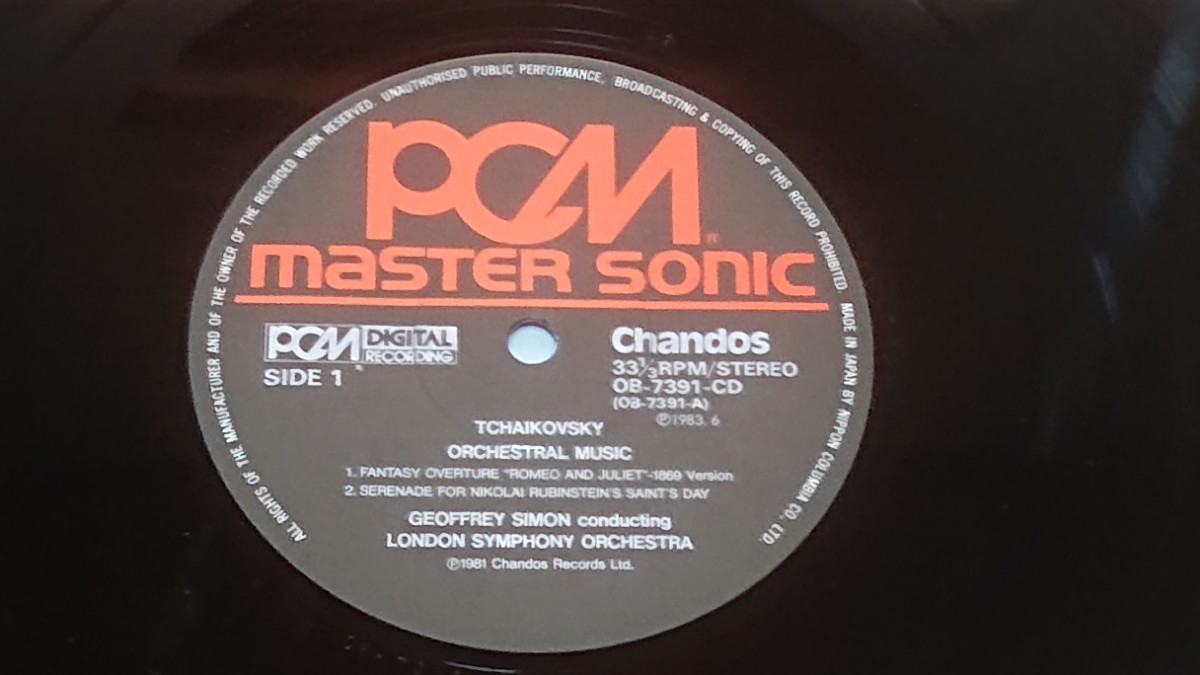 ALL RIGHTS OF THE MANUFACTURER AND OF THE OWNER OF THE RECORDED WORK RESERVED. UNAUTHORISED PUBLIC PERFORMANCE, BROADCASTING & COPYING OF THIS RECORD PROHIBITED. MADE IN JAPAN BY NIPPON COLUMBIA CO., LTD.
PCM®
MASTER SONIC
PCM DIGITAL RECORDING
SIDE 1
Chandos
33⅓RPM/STEREO
OB-7391-CD
(OB-7391-A)
Ⓟ1983. 6
TCHAIKOVSKY
ORCHESTRAL MUSIC
1. FANTASY OVERTURE "ROMEO AND JULIET"-1869 Version
2. SERENADE FOR NIKOLAI RUBINSTEIN'S SAINT'S DAY
GEOFFREY SIMON conducting
LONDON SYMPHONY ORCHESTRA
Ⓟ1981 Chandos Records Ltd.